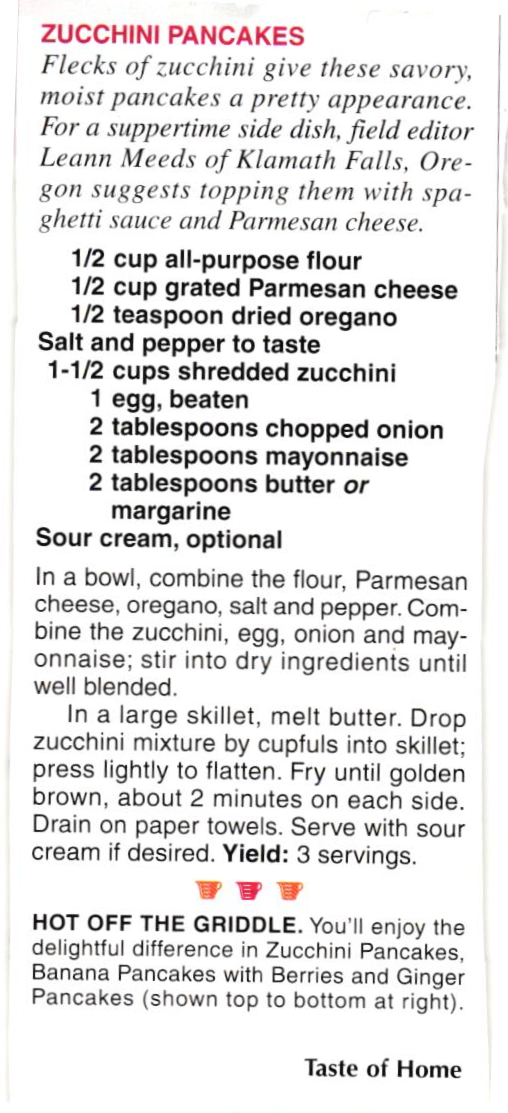 ZUCCHINI PANCAKES
Flecks of zucchini give these savory,
moist pancakes a pretty appearance.
For a suppertime side dish, field editor
Leann Meeds of Klamath Falls, Ore-
gon suggests topping them with spa-
ghetti sauce and Parmesan cheese.
1/2 cup all-purpose flour
1/2 cup grated Parmesan cheese
1/2 teaspoon dried oregano
Salt and pepper to taste
1-1/2 cups shredded zucchini
1 egg, beaten
2 tablespoons chopped onion
2 tablespoons mayonnaise
2 tablespoons butter or
margarine
Sour cream, optional
In a bowl, combine the flour, Parmesan
cheese, oregano, salt and pepper. Com-
bine the zucchini, egg, onion and may-
onnaise; stir into dry ingredients until
well blended.
In a large skillet, melt butter. Drop
zucchini mixture by cupfuls into skillet;
press lightly to flatten. Fry until golden
brown, about 2 minutes on each side.
Drain on paper towels. Serve with sour
cream if desired. Yield: 3 servings.
HOT OFF THE GRIDDLE. You'll enjoy the
delightful difference in Zucchini Pancakes,
Banana Pancakes with Berries and Ginger
Pancakes (shown top to bottom at right).
Taste of Home